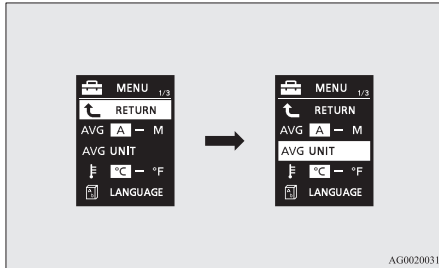 MENU 1/3
RETURN
AVG A – M
AVG UNIT
°C – °F
LANGUAGE
MENU 1/3
RETURN
AVG A – M
AVG UNIT
°C – °F
LANGUAGE
AG0020031